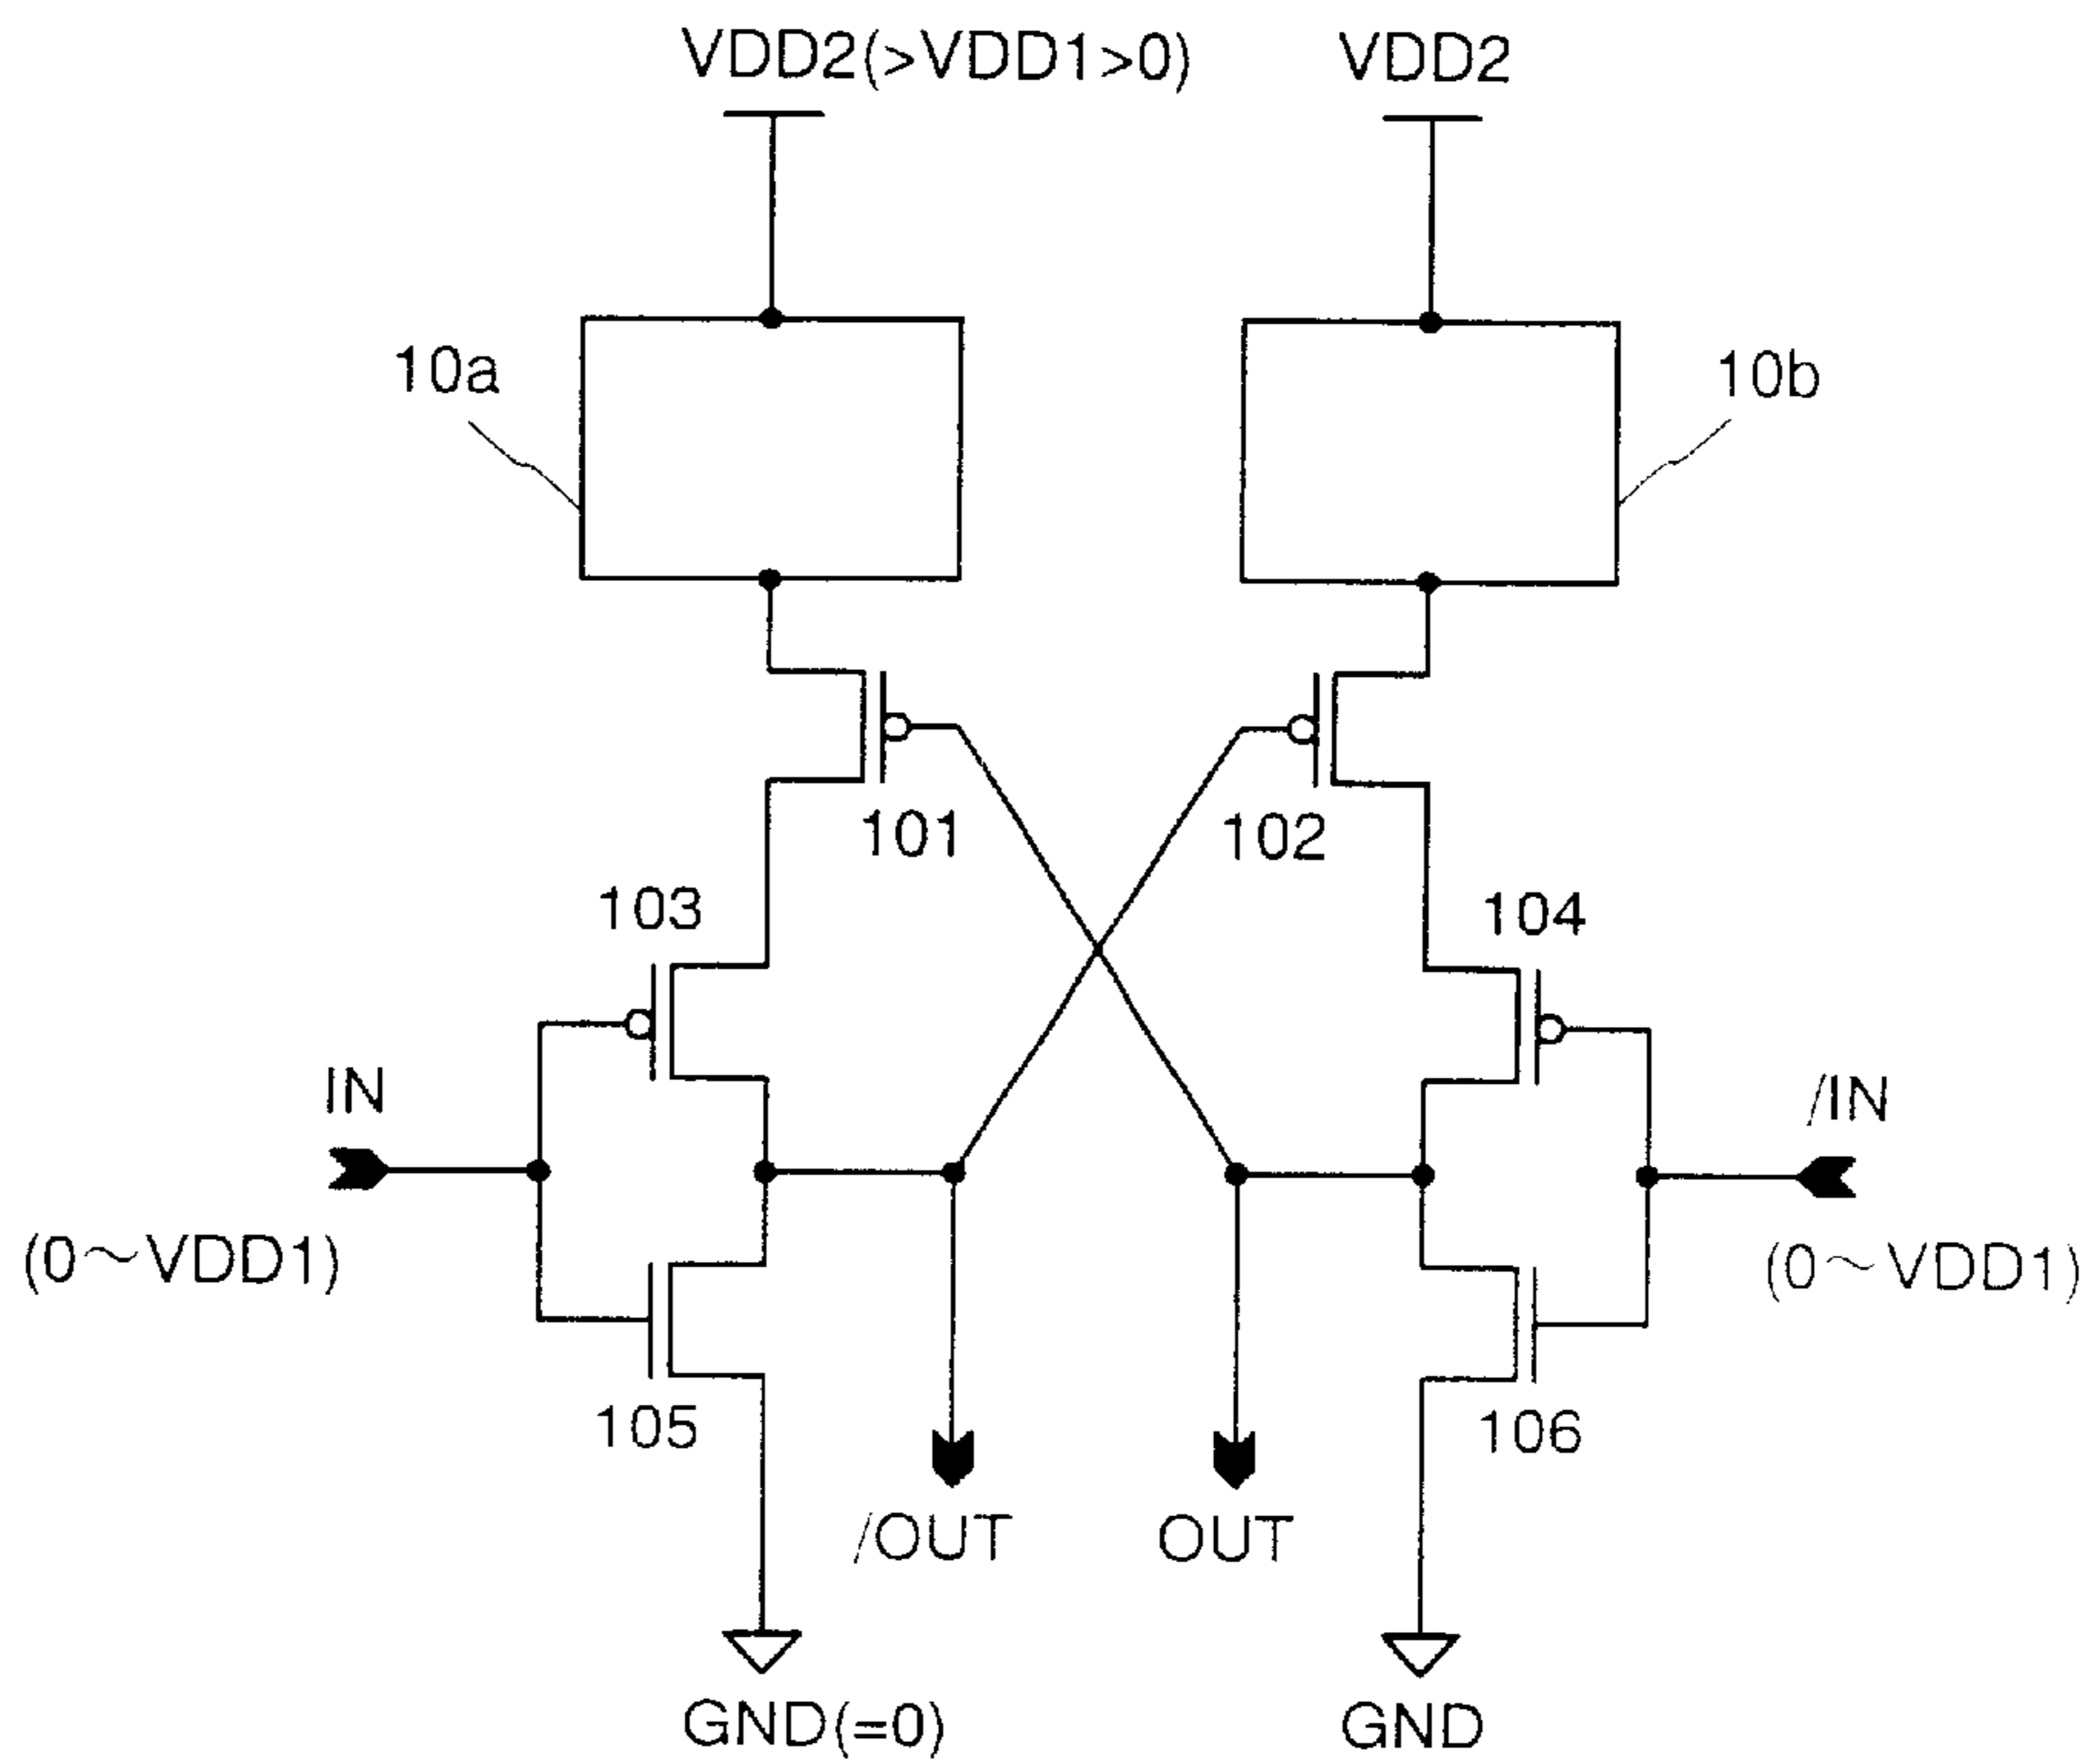 VDD2(>VDD1>0)
VDD2
10a
10b
101
102
103
104
IN
/IN
(0～VDD1)
(0～VDD1)
105
106
/OUT
OUT
GND(=0)
GND